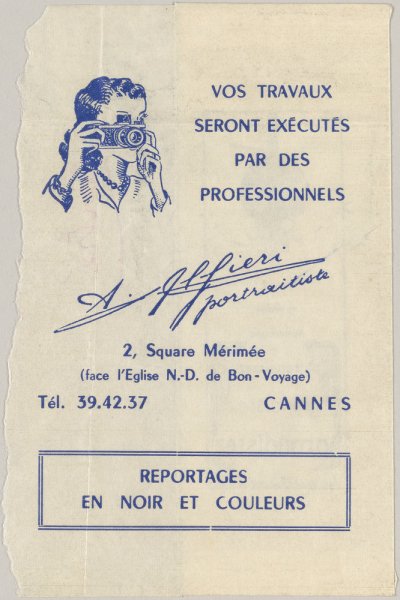 VOS TRAVAUX
SERONT EXÉCUTÉS
PAR DES
PROFESSIONNELS
A. Alfieri
portraitiste
2, Square Mérimée
(face l'Eglise N.-D. de Bon-Voyage)
Tél. 39.42.37 CANNES
REPORTAGES
EN NOIR ET COULEURS